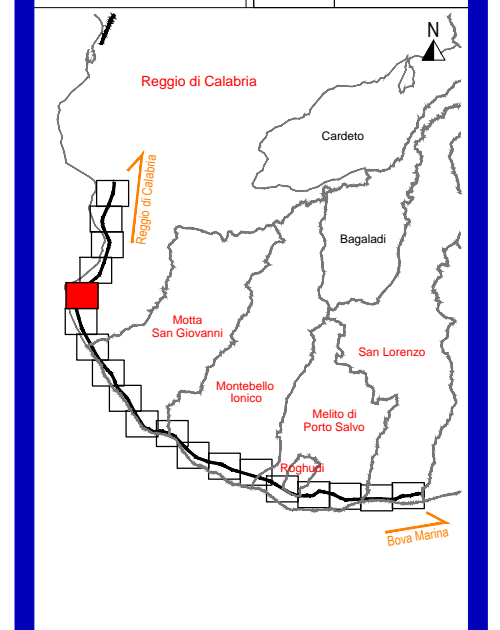 N
Reggio di Calabria
Cardeto
Reggio di Calabria
Bagaladi
Motta
San Giovanni
San Lorenzo
Montebello
Ionico
Melito di
Porto Salvo
Roghudi
Bova Marina